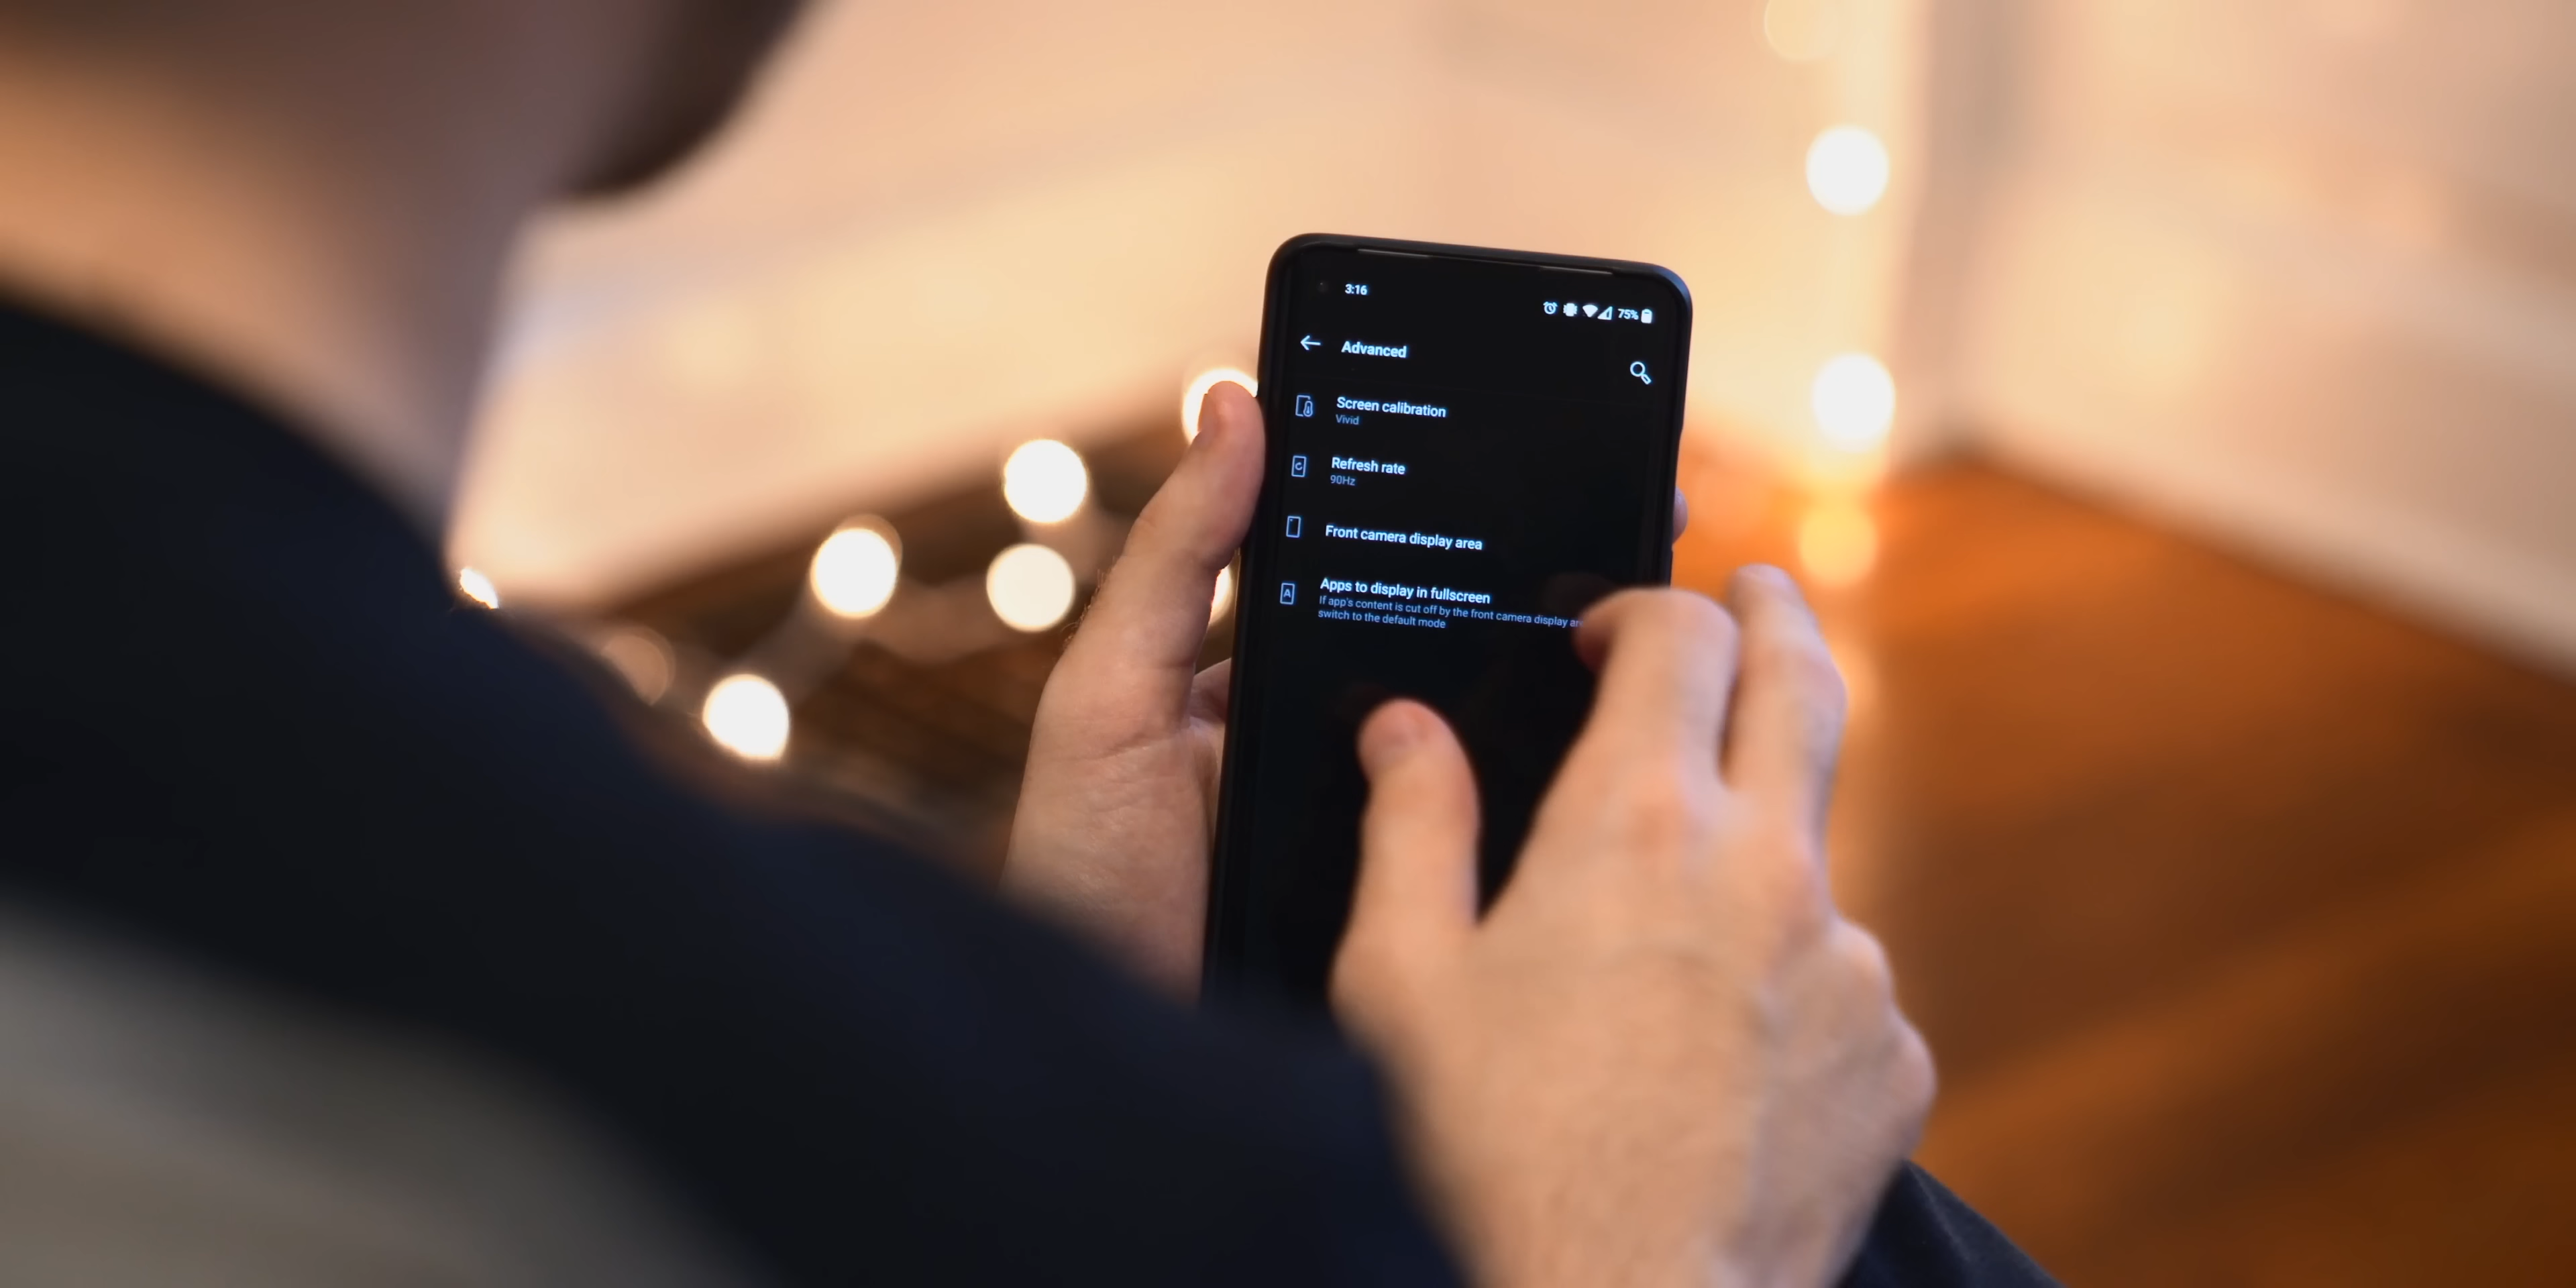 3:16
75%
Advanced
Screen calibration
Vivid
Refresh rate
90Hz
Front camera display area
Apps to display in fullscreen
If app's content is cut off by the front camera display
switch to the default mode